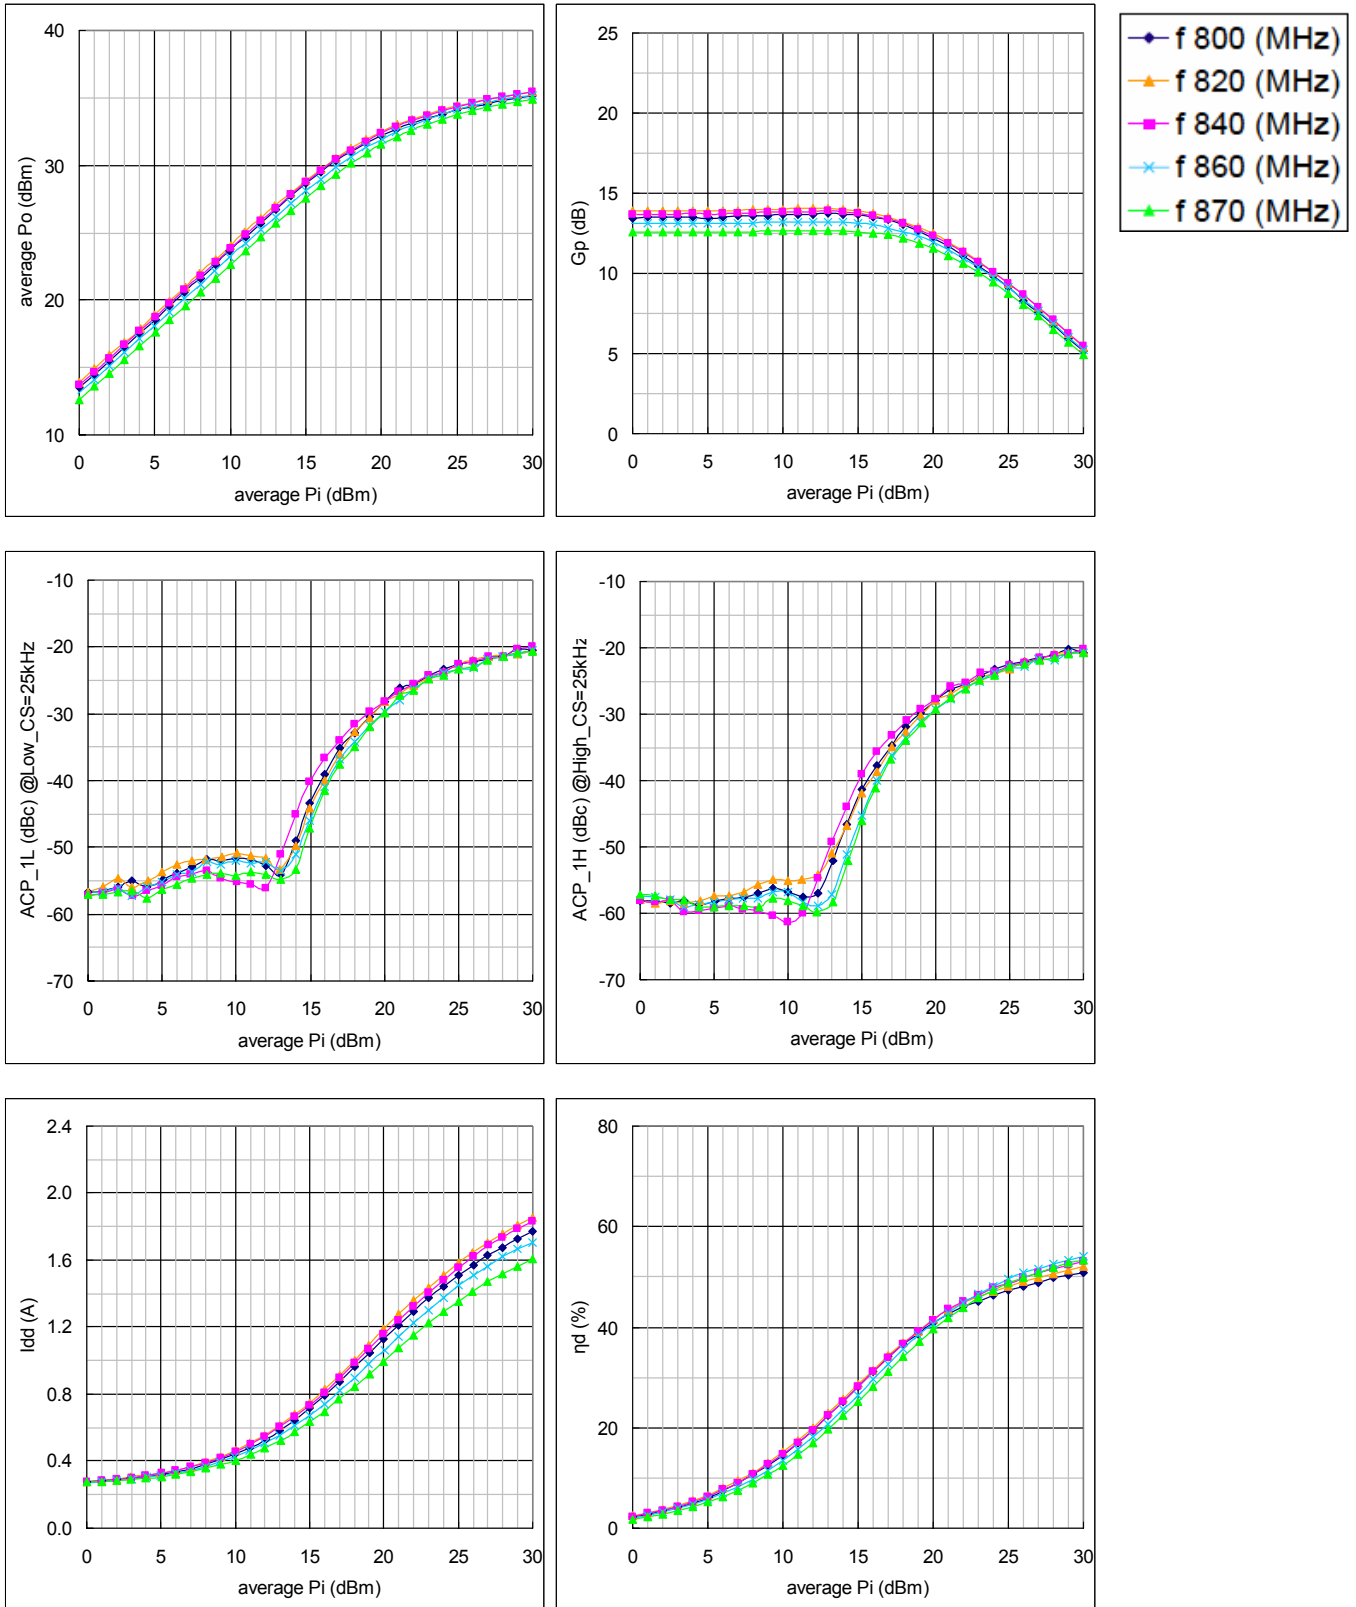 40
30
20
10
average Po (dBm)
0 5 10 15 20 25 30
average Pi (dBm)
25
20
15
10
5
0
Gp (dB)
0 5 10 15 20 25 30
average Pi (dBm)
f 800 (MHz)
f 820 (MHz)
f 840 (MHz)
f 860 (MHz)
f 870 (MHz)
-10
-20
-30
-40
-50
-60
-70
ACP_1L (dBc) @Low_CS=25kHz
0 5 10 15 20 25 30
average Pi (dBm)
-10
-20
-30
-40
-50
-60
-70
ACP_1H (dBc) @High_CS=25kHz
0 5 10 15 20 25 30
average Pi (dBm)
2.4
2.0
1.6
1.2
0.8
0.4
0.0
Idd (A)
0 5 10 15 20 25 30
average Pi (dBm)
80
60
40
20
0
ηd (%)
0 5 10 15 20 25 30
average Pi (dBm)